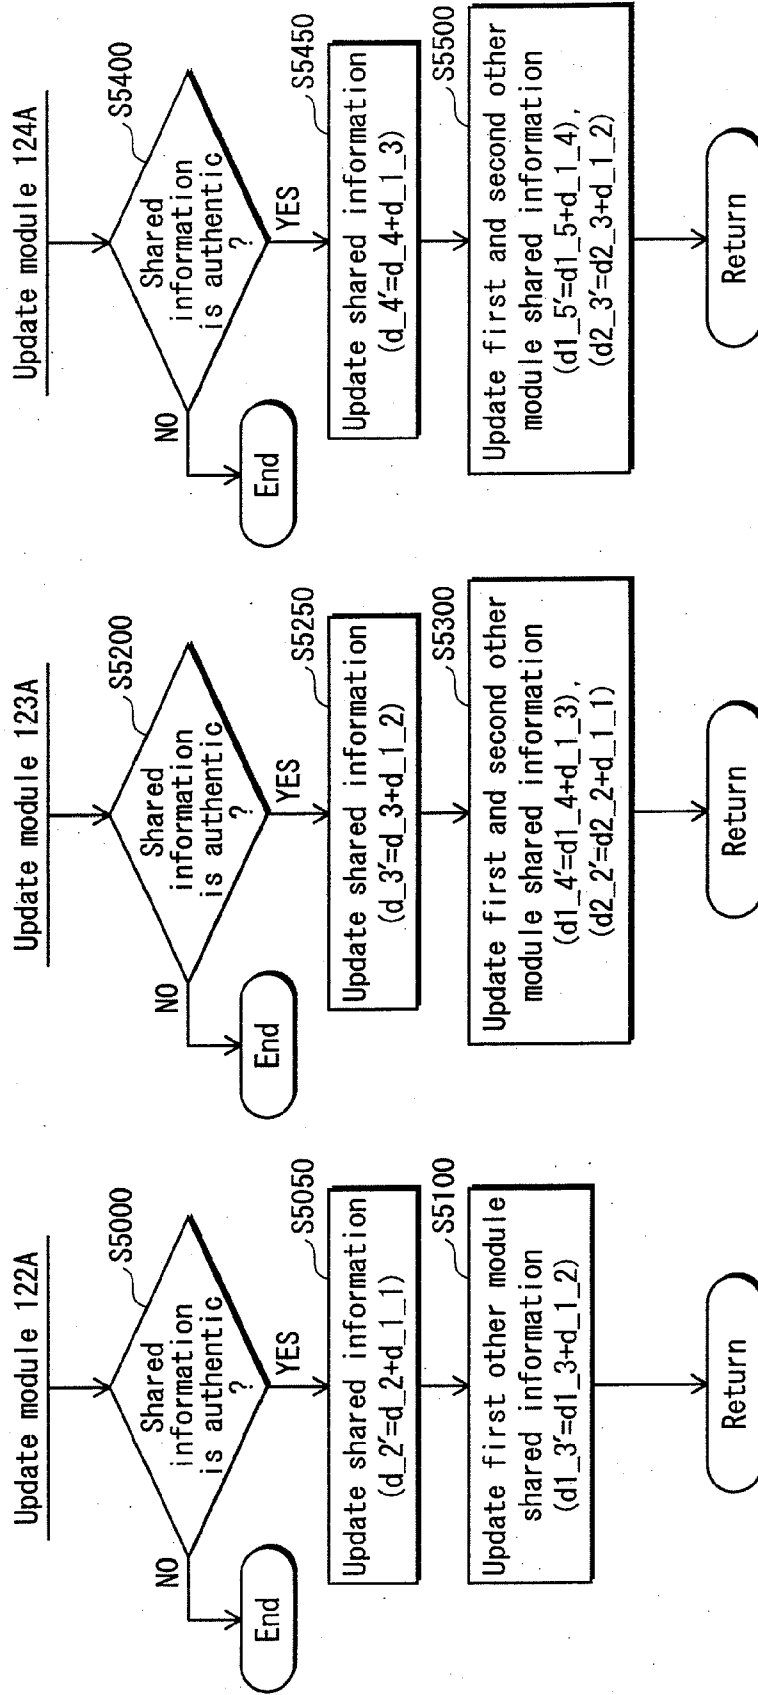 Update module 122A
S5000
Shared
information
is authentic
?
NO
YES
End
S5050
Update shared information
(d_2′=d_2+d_1_1)
S5100
Update first other module
shared information
(d1_3′=d1_3+d_1_2)
Return
Update module 123A
S5200
Shared
information
is authentic
?
NO
YES
End
S5250
Update shared information
(d_3′=d_3+d_1_2)
S5300
Update first and second other
module shared information
(d1_4′=d1_4+d_1_3),
(d2_2′=d2_2+d_1_1)
Return
Update module 124A
S5400
Shared
information
is authentic
?
NO
YES
End
S5450
Update shared information
(d_4′=d_4+d_1_3)
S5500
Update first and second other
module shared information
(d1_5′=d1_5+d_1_4),
(d2_3′=d2_3+d_1_2)
Return